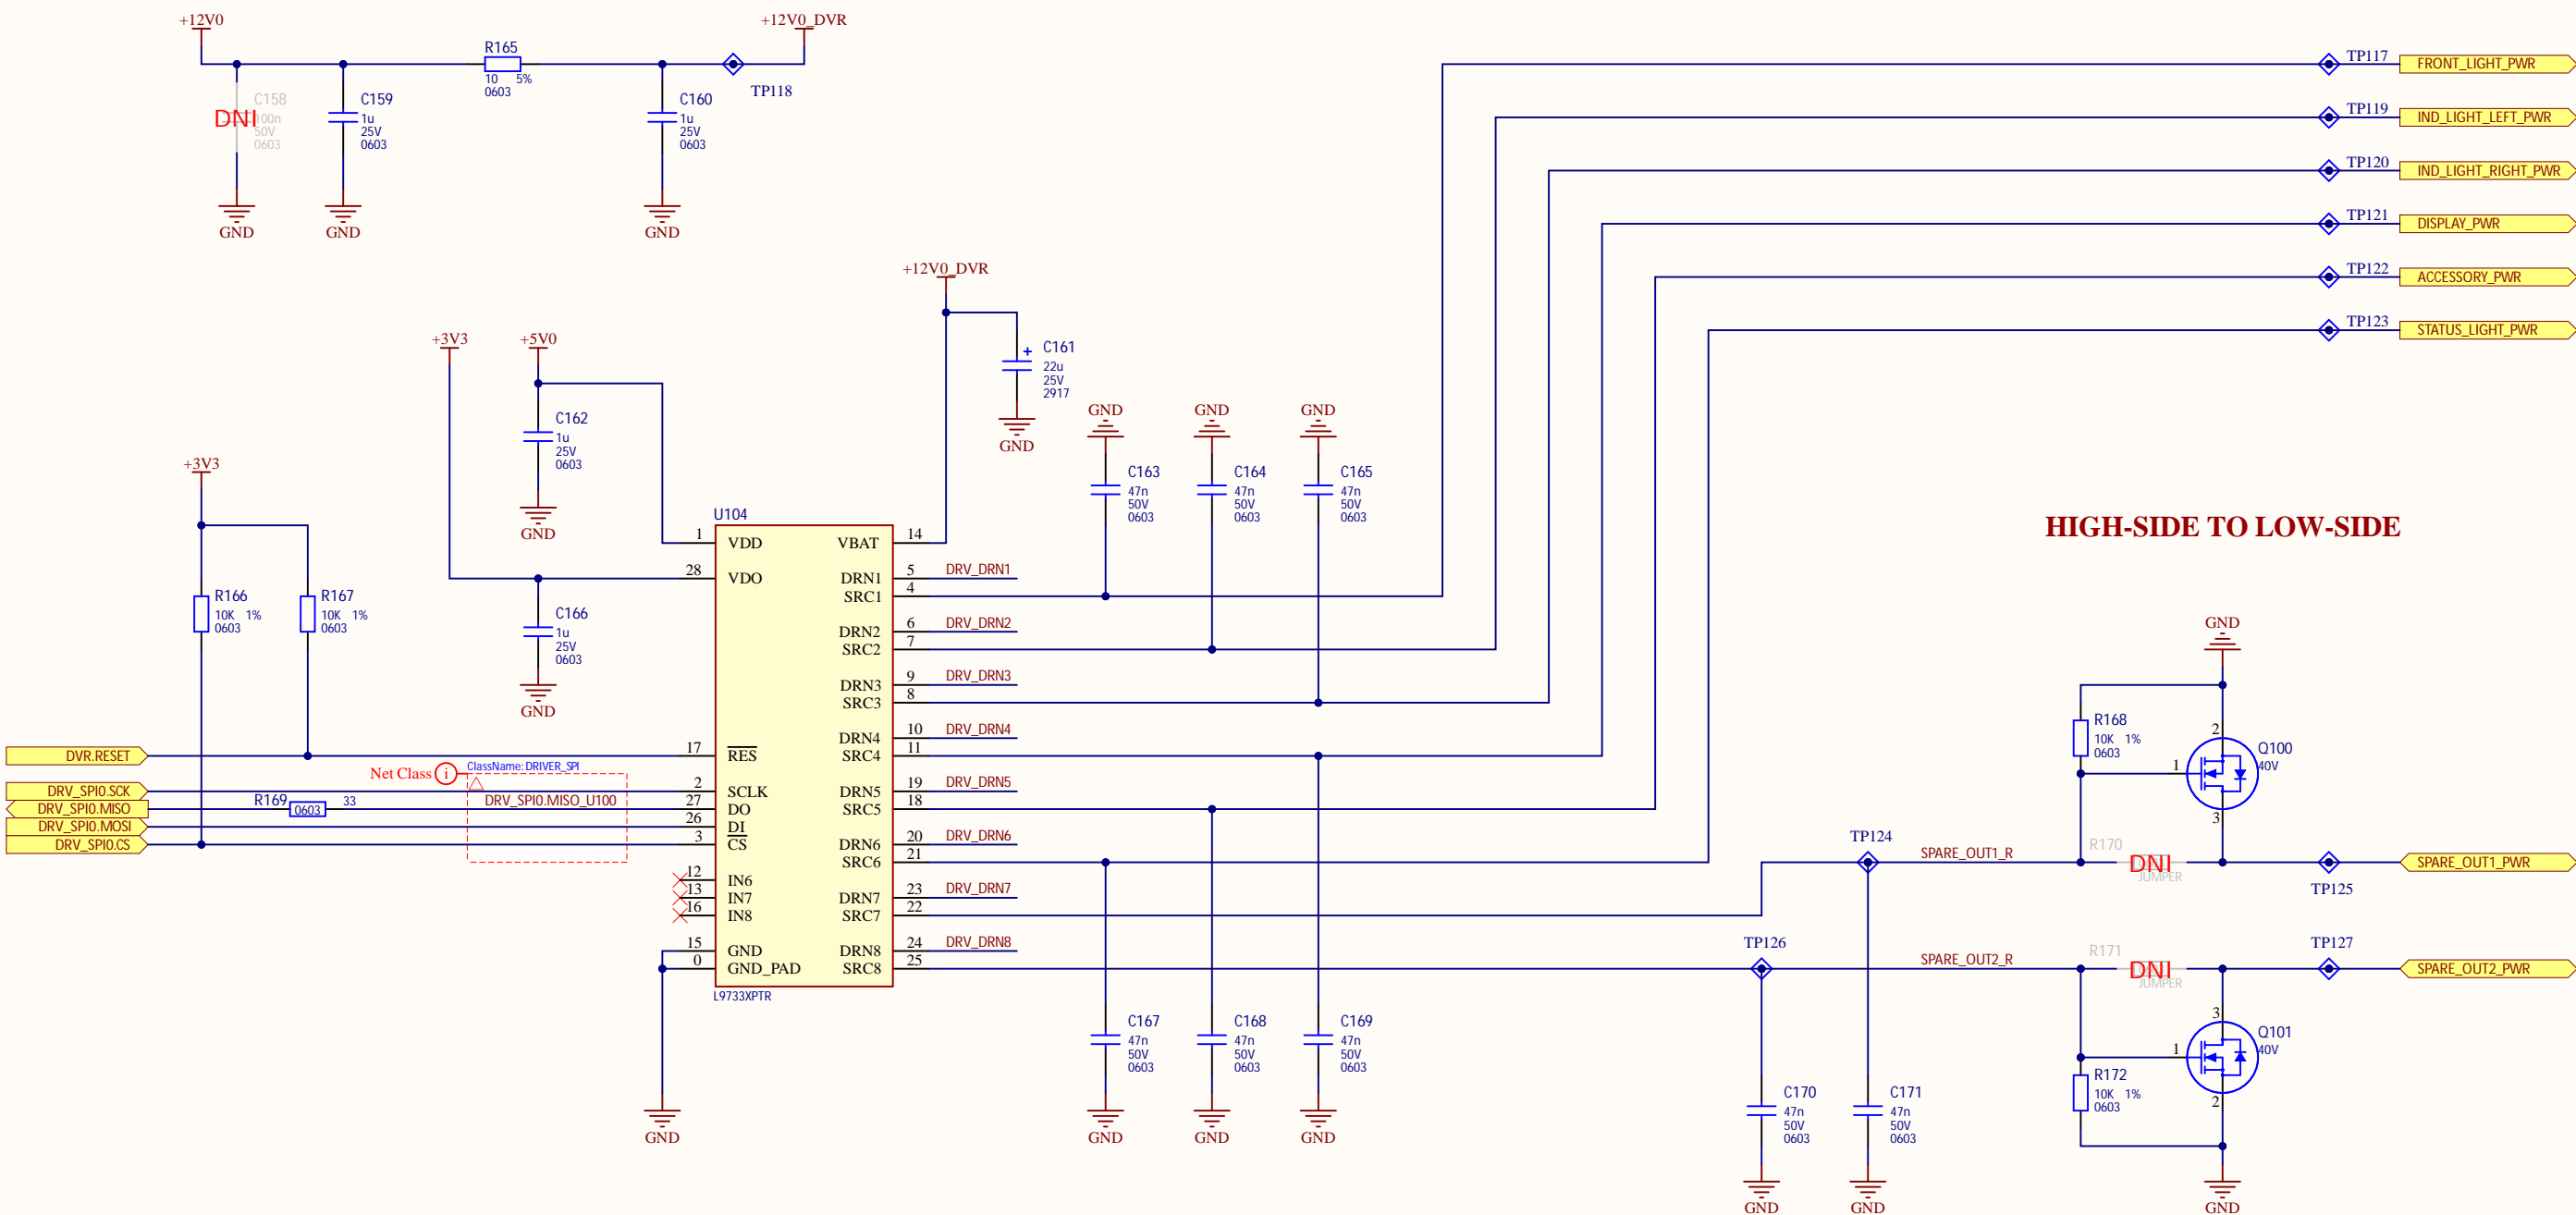 +12V0
+12V0_DVR
R165
10 5%
0603
TP118
C158
DNI
100n
50V
0603
C159
1u
25V
0603
C160
1u
25V
0603
GND
GND
GND
TP117
FRONT_LIGHT_PWR
TP119
IND_LIGHT_LEFT_PWR
TP120
IND_LIGHT_RIGHT_PWR
TP121
DISPLAY_PWR
TP122
ACCESSORY_PWR
TP123
STATUS_LIGHT_PWR
+12V0_DVR
C161
+
22u
25V
2917
GND
+3V3
+5V0
C162
1u
25V
0603
GND
GND
GND
GND
C163
47n
50V
0603
C164
47n
50V
0603
C165
47n
50V
0603
+3V3
R166
10K 1%
0603
R167
10K 1%
0603
C166
1u
25V
0603
GND
U104
1 VDD
28 VDO
17 RES
2 SCLK
27 DO
26 DI
3 CS
12 IN6
13 IN7
16 IN8
15 GND
0 GND_PAD
VBAT 14
DRN1 5 DRV_DRN1
SRC1 4
DRN2 6 DRV_DRN2
SRC2 7
DRN3 9 DRV_DRN3
SRC3 8
DRN4 10 DRV_DRN4
SRC4 11
DRN5 19 DRV_DRN5
SRC5 18
DRN6 20 DRV_DRN6
SRC6 21
DRN7 23 DRV_DRN7
SRC7 22
DRN8 24 DRV_DRN8
SRC8 25
L9733XPTR
DVR.RESET
Net Class i
ClassName: DRIVER_SPI
DRV_SPI0.SCK
DRV_SPI0.MISO
R169 0603 33
DRV_SPI0.MISO_U100
DRV_SPI0.MOSI
DRV_SPI0.CS
GND
C167
47n
50V
0603
GND
C168
47n
50V
0603
GND
C169
47n
50V
0603
GND
HIGH-SIDE TO LOW-SIDE
GND
R168
10K 1%
0603
2
1
3
Q100
40V
TP124
SPARE_OUT1_R
R170
DNI
JUMPER
TP125
SPARE_OUT1_PWR
TP126
SPARE_OUT2_R
R171
DNI
JUMPER
TP127
SPARE_OUT2_PWR
3
1
2
Q101
40V
R172
10K 1%
0603
GND
C170
47n
50V
0603
GND
C171
47n
50V
0603
GND